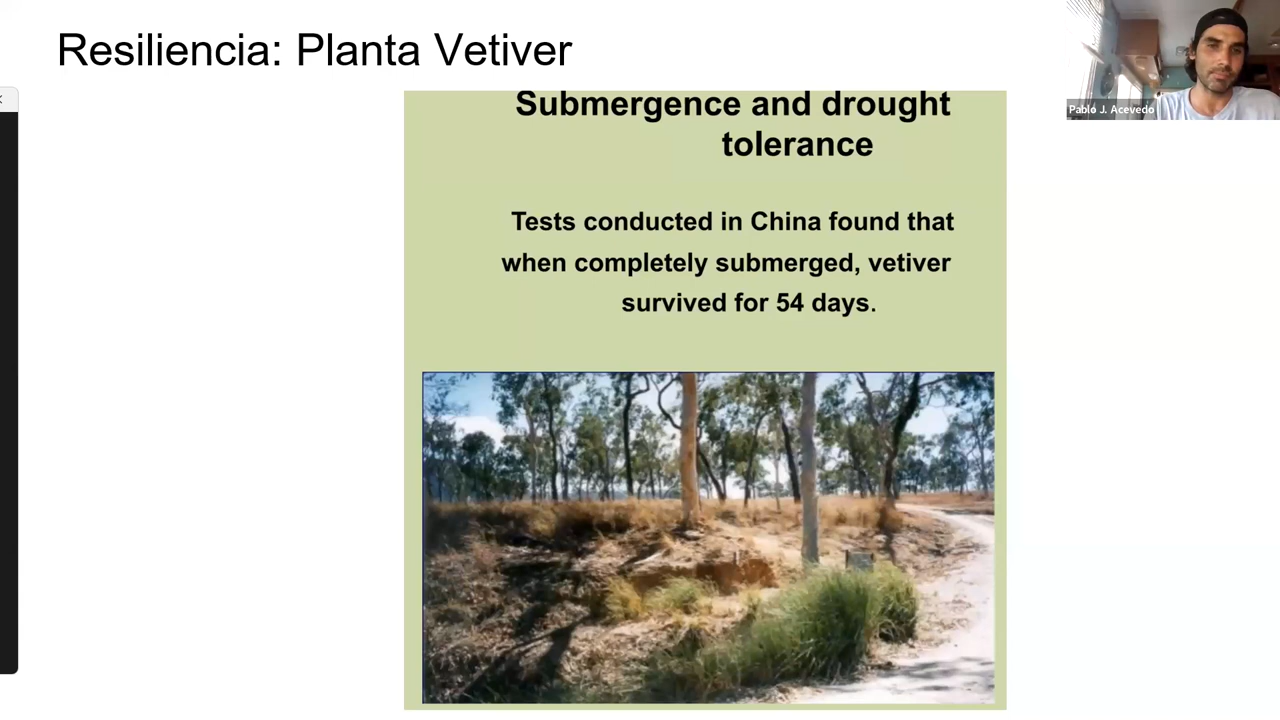 Resiliencia: Planta Vetiver
Pablo J. Acevedo
Submergence and drought
tolerance
Tests conducted in China found that
when completely submerged, vetiver
survived for 54 days.